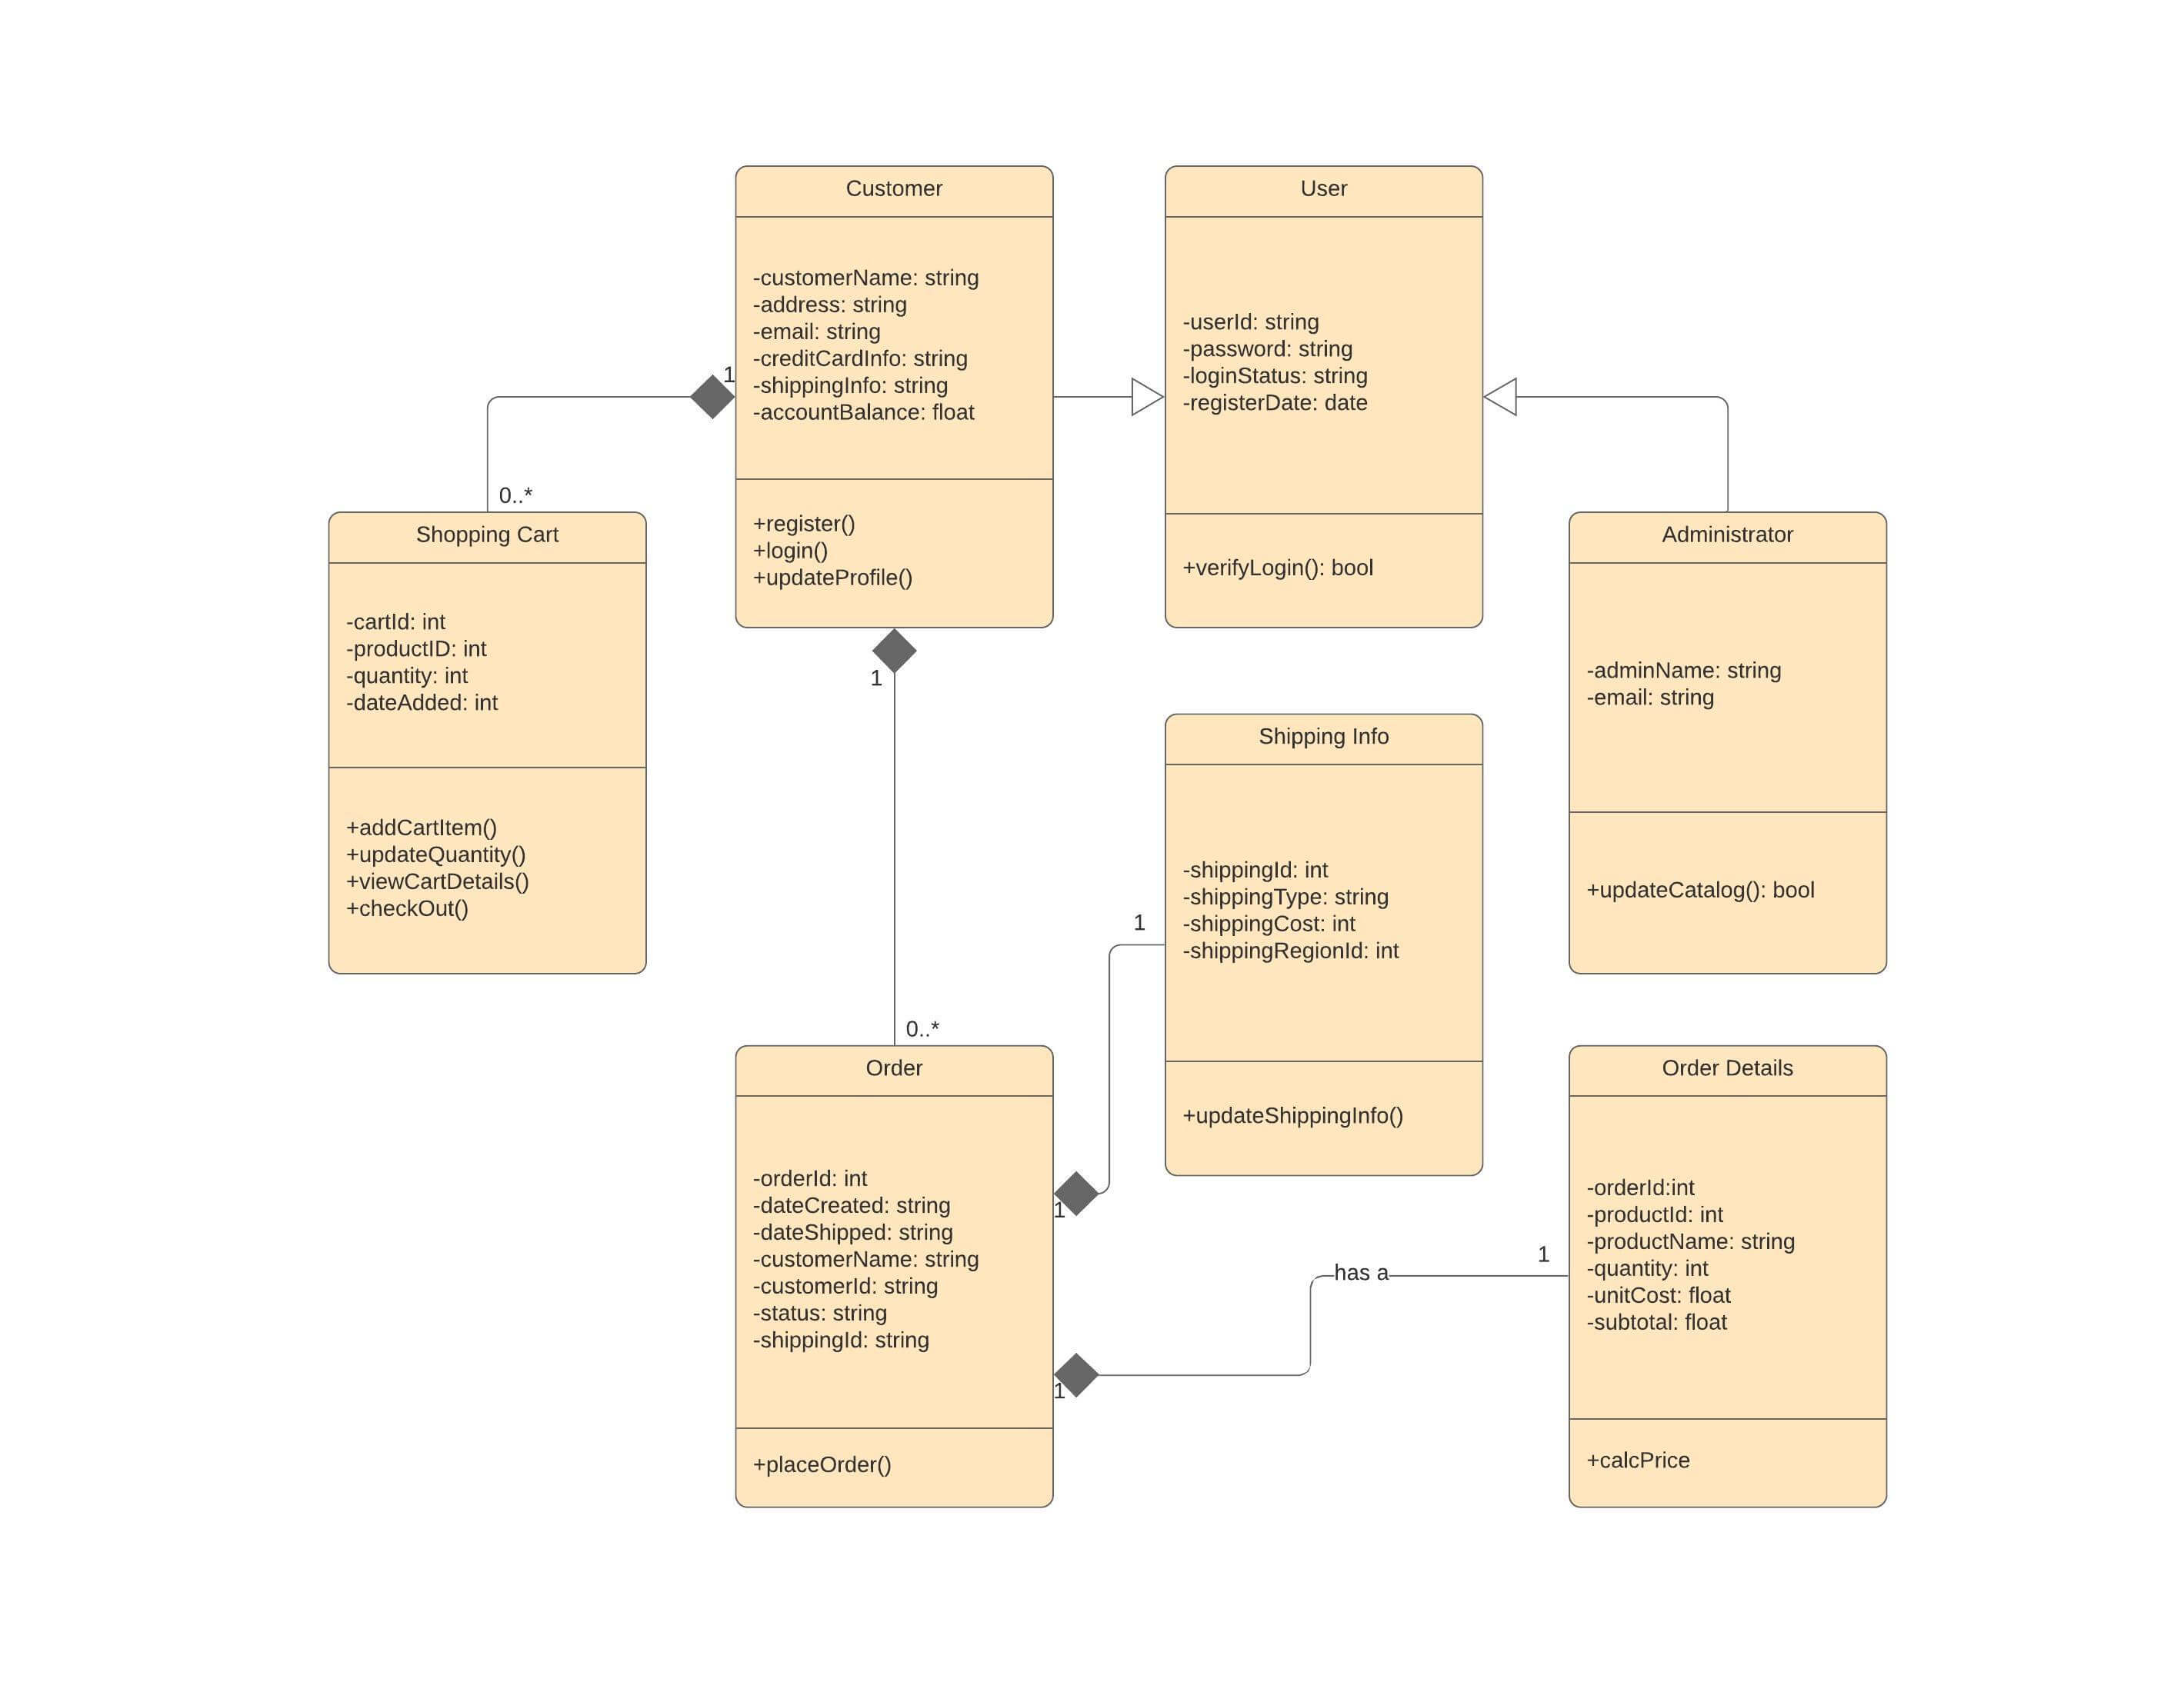 Customer
-customerName: string
-address: string
-email: string
-creditCardInfo: string
-shippingInfo: string
-accountBalance: float
+register()
+login()
+updateProfile()
User
-userId: string
-password: string
-loginStatus: string
-registerDate: date
+verifyLogin(): bool
1
0..*
Shopping Cart
-cartId: int
-productID: int
-quantity: int
-dateAdded: int
+addCartItem()
+updateQuantity()
+viewCartDetails()
+checkOut()
Administrator
-adminName: string
-email: string
+updateCatalog(): bool
1
0..*
Shipping Info
-shippingId: int
-shippingType: string
-shippingCost: int
-shippingRegionId: int
+updateShippingInfo()
1
1
Order
-orderId: int
-dateCreated: string
-dateShipped: string
-customerName: string
-customerId: string
-status: string
-shippingId: string
+placeOrder()
1
has a
1
Order Details
-orderId:int
-productId: int
-productName: string
-quantity: int
-unitCost: float
-subtotal: float
+calcPrice